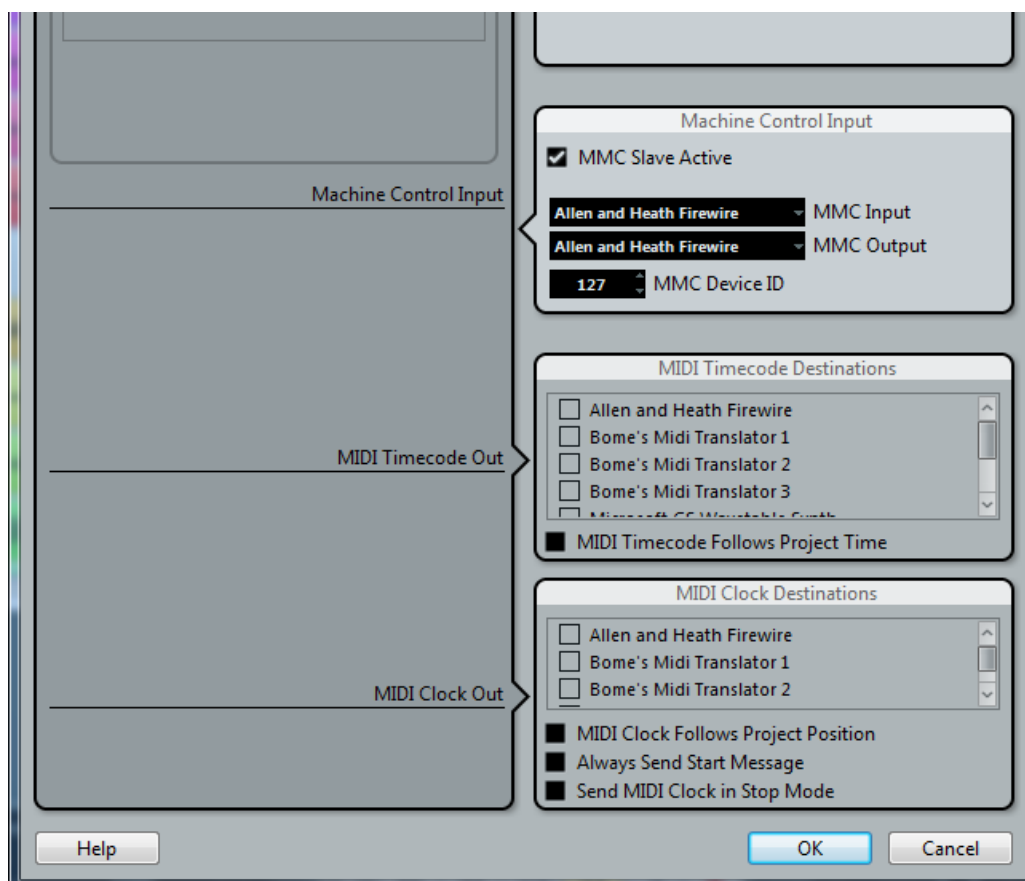 Machine Control Input
MMC Slave Active
Machine Control Input
Allen and Heath Firewire MMC Input
Allen and Heath Firewire MMC Output
127 MMC Device ID
MIDI Timecode Destinations
Allen and Heath Firewire
Bome's Midi Translator 1
MIDI Timecode Out
Bome's Midi Translator 2
Bome's Midi Translator 3
MIDI Timecode Follows Project Time
MIDI Clock Destinations
Allen and Heath Firewire
Bome's Midi Translator 1
MIDI Clock Out
Bome's Midi Translator 2
MIDI Clock Follows Project Position
Always Send Start Message
Send MIDI Clock in Stop Mode
Help OK Cancel